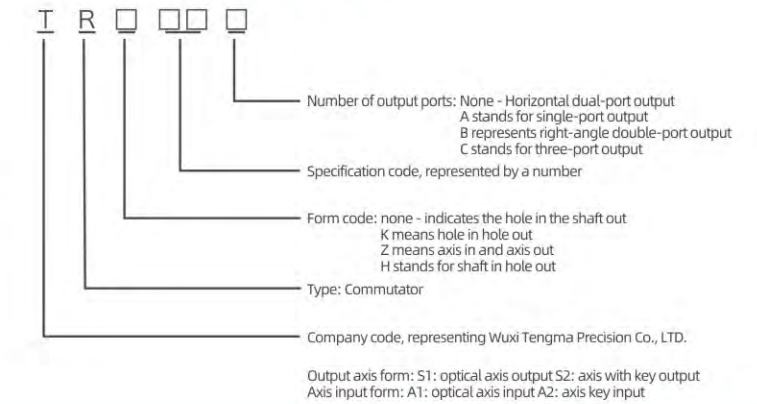 T R □ □□ □
Number of output ports: None - Horizontal dual-port output
A stands for single-port output
B represents right-angle double-port output
C stands for three-port output
Specification code, represented by a number
Form code: none - indicates the hole in the shaft out
K means hole in hole out
Z means axis in and axis out
H stands for shaft in hole out
Type: Commutator
Company code, representing Wuxi Tengma Precision Co., LTD.
Output axis form: S1: optical axis output S2: axis with key output
Axis input form: A1: optical axis input A2: axis key input